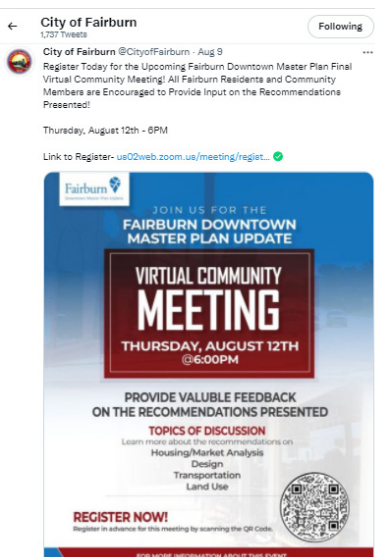 City of Fairburn
1,737 Tweets
Following
City of Fairburn @CityofFairburn · Aug 9
Register Today for the Upcoming Fairburn Downtown Master Plan Final
Virtual Community Meeting! All Fairburn Residents and Community
Members are Encouraged to Provide Input on the Recommendations
Presented!
Thursday, August 12th - 6PM
Link to Register- us02web.zoom.us/meeting/regist...
Fairburn
JOIN US FOR THE
FAIRBURN DOWNTOWN
MASTER PLAN UPDATE
VIRTUAL COMMUNITY
MEETING
THURSDAY, AUGUST 12TH
@6:00PM
PROVIDE VALUBLE FEEDBACK
ON THE RECOMMENDATIONS PRESENTED
TOPICS OF DISCUSSION
Learn more about the recommendations on
Housing/Market Analysis
Design
Transportation
Land Use
REGISTER NOW!
Register in advance for this meeting by scanning the QR Code.
FOR MORE INFORMATION ABOUT THIS EVENT